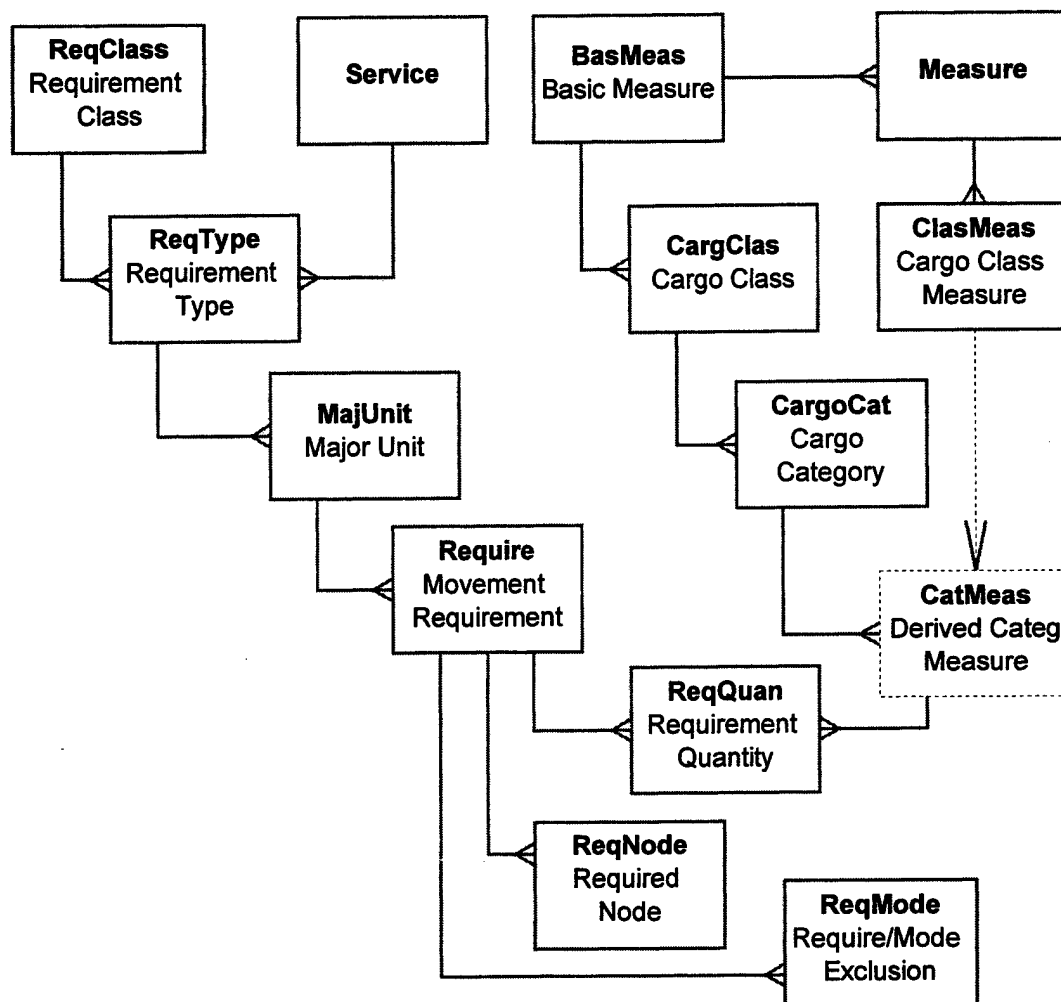 ReqClass
Requirement
Class
Service
BasMeas
Basic Measure
Measure
ReqType
Requirement
Type
CargClas
Cargo Class
ClasMeas
Cargo Class
Measure
MajUnit
Major Unit
CargoCat
Cargo
Category
Require
Movement
Requirement
CatMeas
Derived Categ
Measure
ReqQuan
Requirement
Quantity
ReqNode
Required
Node
ReqMode
Require/Mode
Exclusion